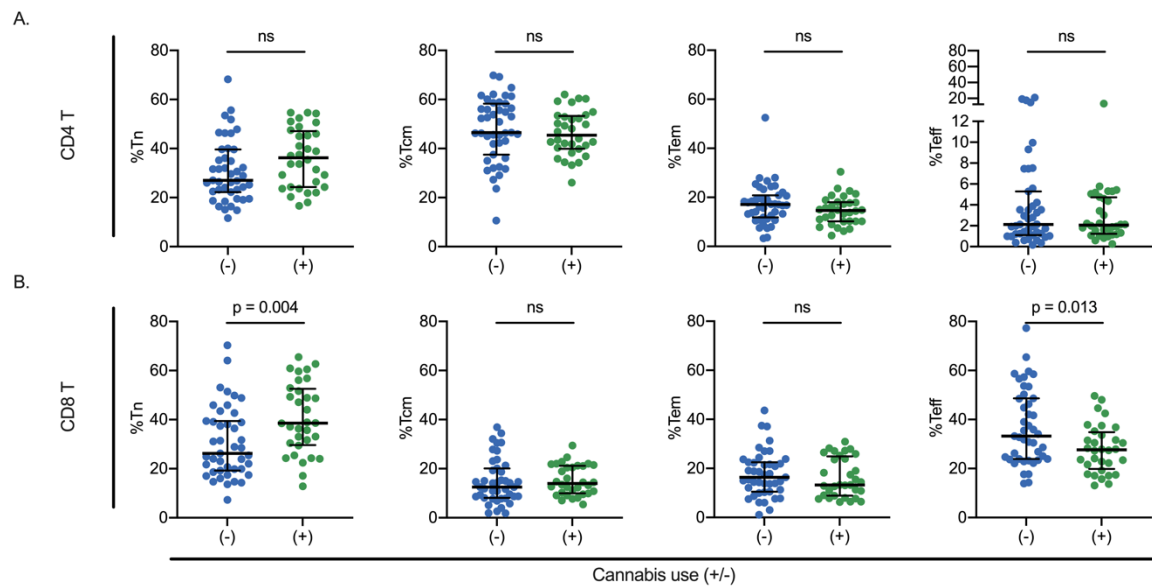 A.
CD4 T
ns
80
60
40
20
0
%Tn
(-)
(+)
ns
80
60
40
20
0
%Tcm
(-)
(+)
ns
80
60
40
20
0
%Tem
(-)
(+)
ns
80
60
40
20
12
10
8
6
4
2
0
%Teff
(-)
(+)
B.
CD8 T
p = 0.004
80
60
40
20
0
%Tn
(-)
(+)
ns
80
60
40
20
0
%Tcm
(-)
(+)
ns
80
60
40
20
0
%Tem
(-)
(+)
p = 0.013
80
60
40
20
0
%Teff
(-)
(+)
Cannabis use (+/-)